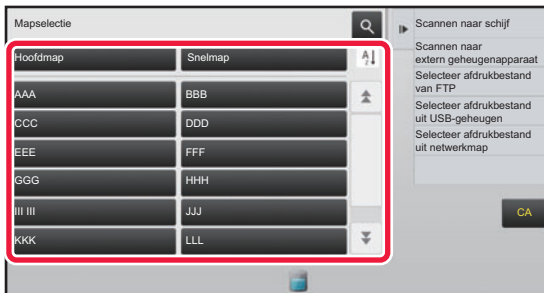 Mapselectie
Hoofdmap
Snelmap
AAA
BBB
CCC
DDD
EEE
FFF
GGG
HHH
III III
JJJ
KKK
LLL
Scannen naar schijf
Scannen naar
extern geheugenapparaat
Selecteer afdrukbestand
van FTP
Selecteer afdrukbestand
uit USB-geheugen
Selecteer afdrukbestand
uit netwerkmap
CA